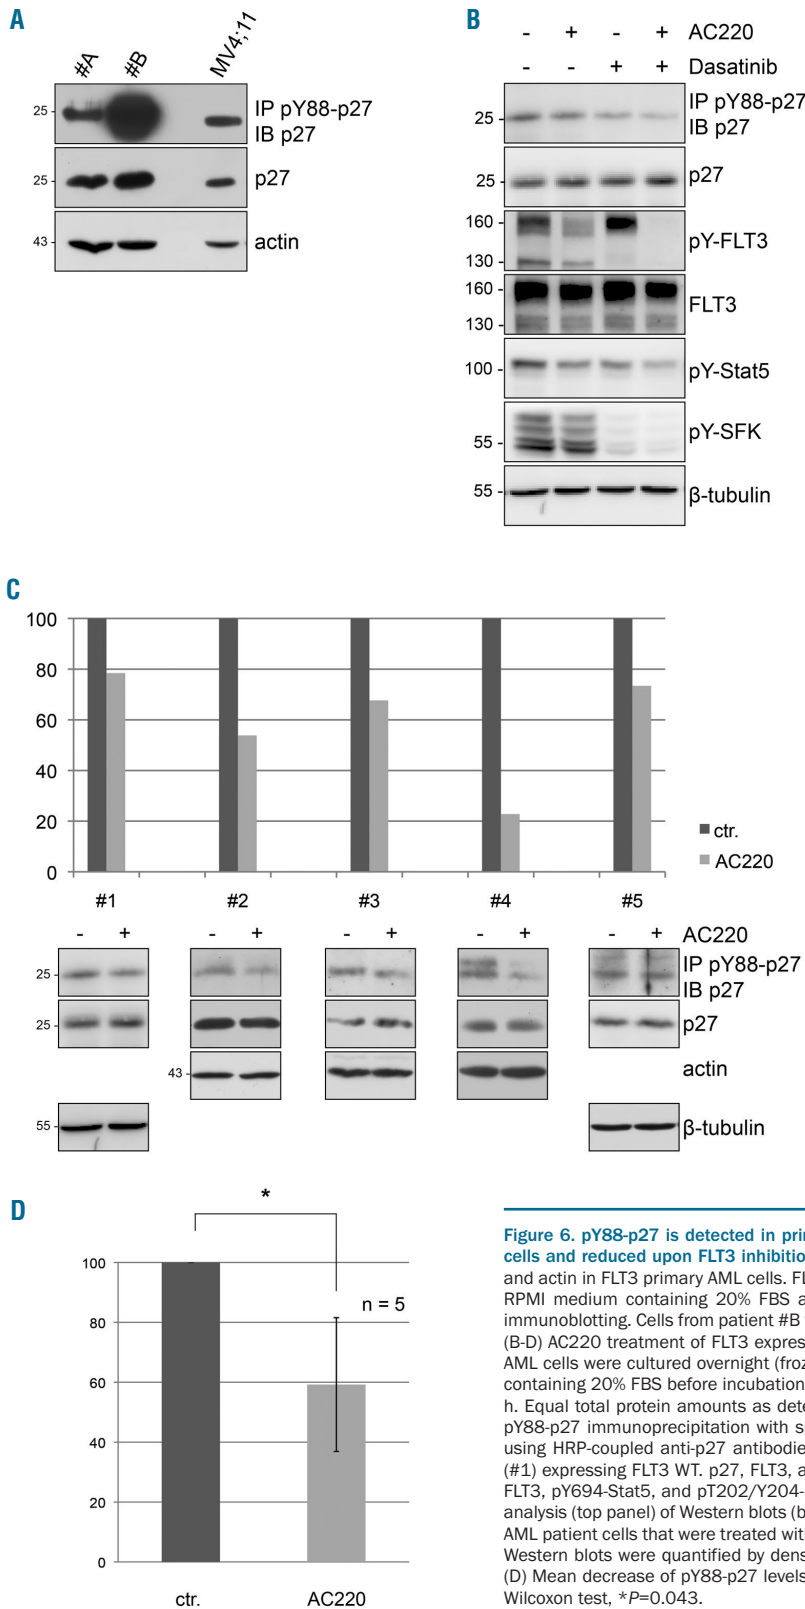 A
#A #B MV4;11
25 - IP pY88-p27
IB p27
25 - p27
43 - actin
B
- + - + AC220
- - + + Dasatinib
25 - IP pY88-p27
IB p27
25 - p27
160 - pY-FLT3
130 -
160 - FLT3
130 -
100 - pY-Stat5
55 - pY-SFK
55 - β-tubulin
C
100
80
60
40
20
0
ctr.
AC220
#1 #2 #3 #4 #5
- + - + - + - + - + AC220
25 - IP pY88-p27
IB p27
25 - p27
43 - actin
55 - β-tubulin
D
*
n = 5
100
80
60
40
20
0
ctr. AC220
Figure 6. pY88-p27 is detected in prim
cells and reduced upon FLT3 inhibition
and actin in FLT3 primary AML cells. FL
RPMI medium containing 20% FBS a
immunoblotting. Cells from patient #B
(B-D) AC220 treatment of FLT3 express
AML cells were cultured overnight (froz
containing 20% FBS before incubation
h. Equal total protein amounts as dete
pY88-p27 immunoprecipitation with sp
using HRP-coupled anti-p27 antibodie
(#1) expressing FLT3 WT. p27, FLT3, a
FLT3, pY694-Stat5, and pT202/Y204-
analysis (top panel) of Western blots (b
AML patient cells that were treated wit
Western blots were quantified by dens
(D) Mean decrease of pY88-p27 levels
Wilcoxon test, *P=0.043.